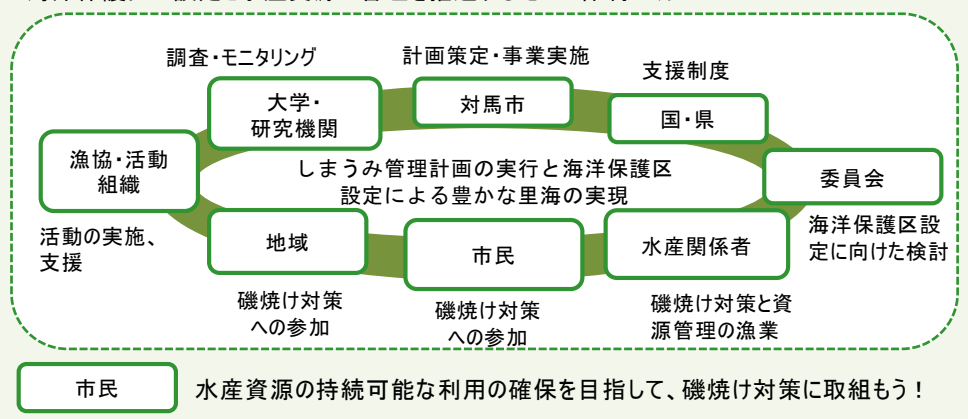 調査・モニタリング
計画策定・事業実施
支援制度
大学・
研究機関
対馬市
国・県
漁協・活動
組織
しまうみ管理計画の実行と海洋保護区
設定による豊かな里海の実現
委員会
活動の実施、
支援
地域
市民
水産関係者
海洋保護区設
定に向けた検討
磯焼け対策
への参加
磯焼け対策
への参加
磯焼け対策と資
源管理の漁業
市民
水産資源の持続可能な利用の確保を目指して、磯焼け対策に取組もう！